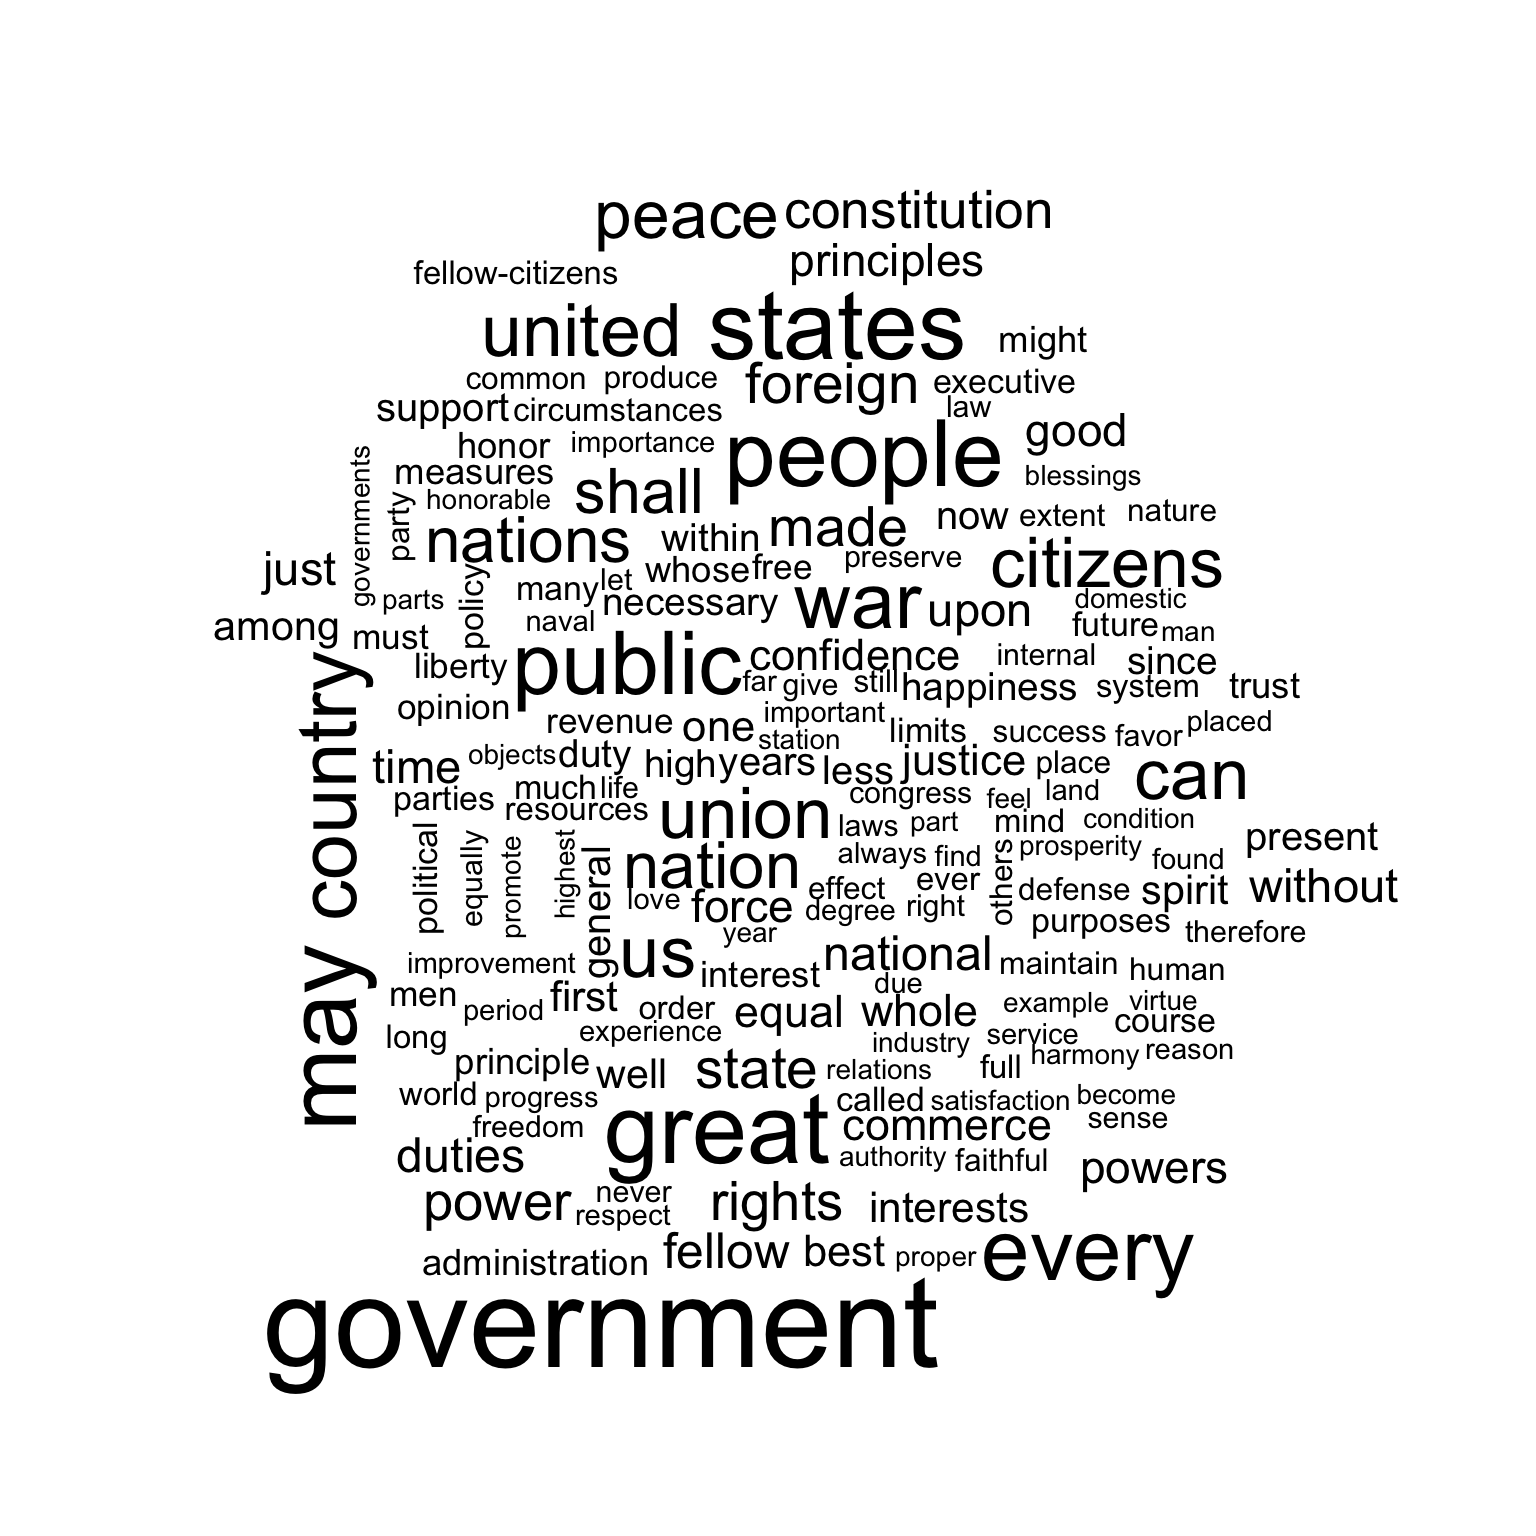 peace constitution
fellow-citizens principles
united states might
common produce foreign executive
support circumstances law
honor importance people good
measures blessings
governments party honorable shall
nations within made now extent nature
just whose free preserve citizens
policy many let war
parts necessary upon domestic
among must naval future man
liberty public confidence internal since
far give still happiness system trust
opinion important
revenue one limits success favor placed
station
time objects duty high years less justice place can
much life congress feel land
parties resources union laws part mind condition
present
political equally promote highest general nation always find others prosperity found
love force effect ever defense spirit without
degree right purposes
year therefore
improvement us interest national maintain human
due
men period first order equal whole example virtue
experience service course
long industry harmony reason
principle well state relations full
world progress called satisfaction become
freedom great commerce sense
duties authority faithful powers
never
power respect rights interests
administration fellow best proper every
may country
government